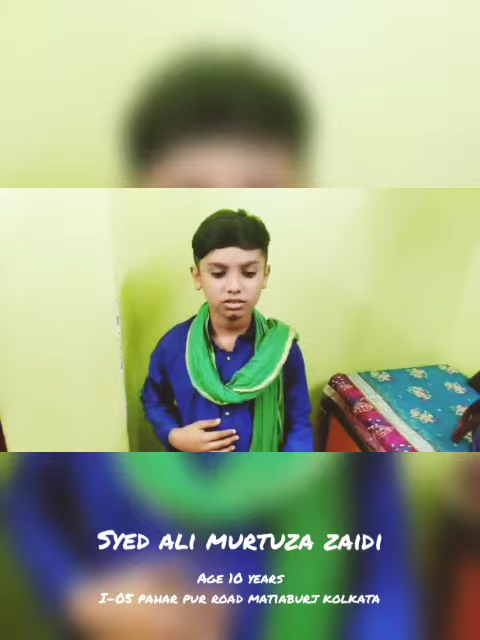 Syed ali murtuza zaidi
Age 10 years
I-05 pahar pur road matiaburj kolkata